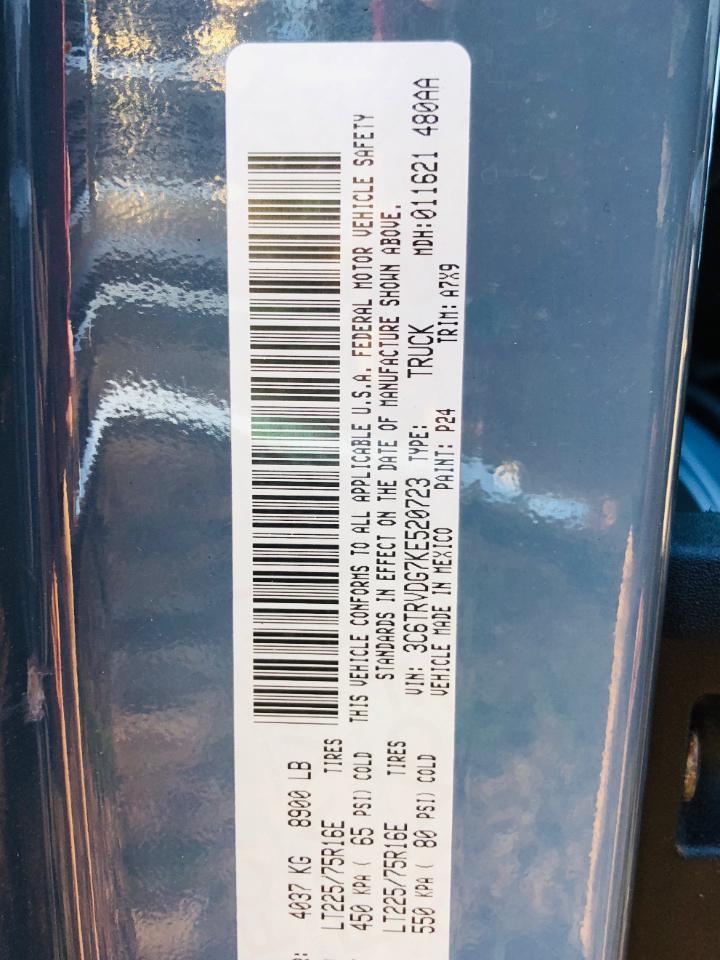 4037 KG 8900 LB
LT225/75R16E TIRES
450 KPA ( 65 PSI) COLD
LT225/75R16E TIRES
550 KPA ( 80 PSI) COLD
THIS VEHICLE CONFORMS TO ALL APPLICABLE U.S.A. FEDERAL MOTOR VEHICLE SAFETY
STANDARDS IN EFFECT ON THE DATE OF MANUFACTURE SHOWN ABOVE.
VIN: 3C6TRVDG7KE520723 TYPE: TRUCK MDH:011621 480AA
VEHICLE MADE IN MEXICO PAINT: P24 TRIM: A7X9